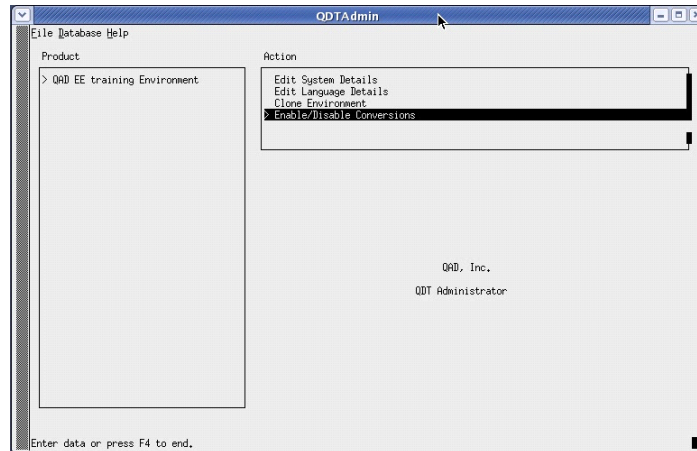 QDTAdmin
File Database Help
Product
Action
> QAD EE training Environment
Edit System Details
Edit Language Details
Clone Environment
> Enable/Disable Conversions
QAD, Inc.
QDT Administrator
Enter data or press F4 to end.